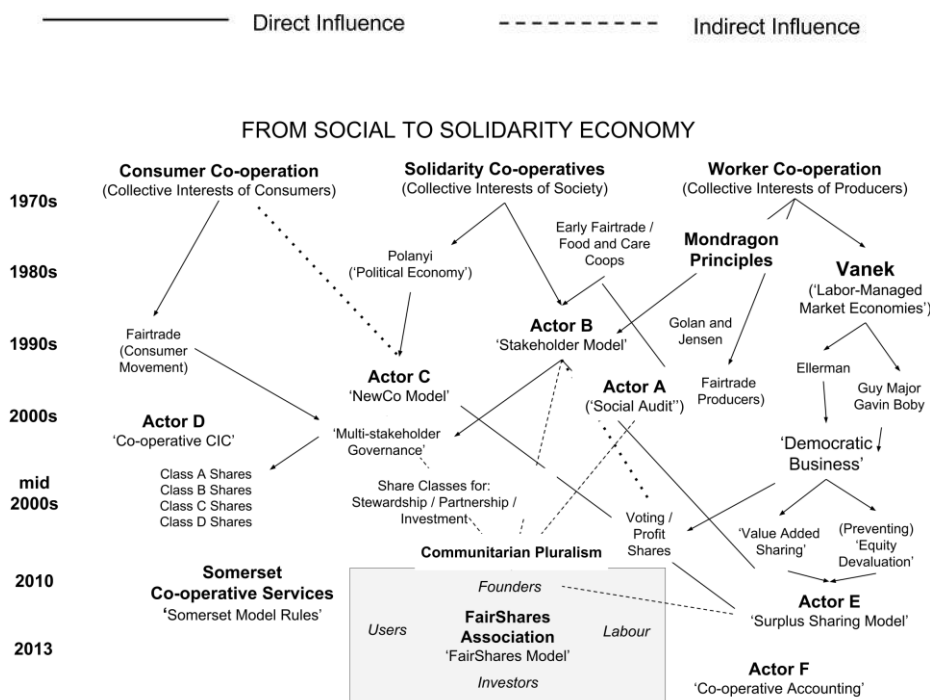 Direct Influence
Indirect Influence
FROM SOCIAL TO SOLIDARITY ECONOMY
Consumer Co-operation
(Collective Interests of Consumers)
Solidarity Co-operatives
(Collective Interests of Society)
Worker Co-operation
(Collective Interests of Producers)
1970s
Early Fairtrade /
Food and Care
Coops
Mondragon
Principles
Polanyi
('Political Economy')
1980s
Vanek
('Labor-Managed
Market Economies')
Actor B
'Stakeholder Model'
Golan and
Jensen
1990s
Fairtrade
(Consumer
Movement)
Actor C
'NewCo Model'
Actor A
('Social Audit'')
Fairtrade
Producers)
Ellerman
Guy Major
Gavin Boby
2000s
Actor D
'Co-operative CIC'
'Multi-stakeholder
Governance'
'Democratic
Business'
Class A Shares
Class B Shares
Class C Shares
Class D Shares
mid
2000s
Share Classes for:
Stewardship / Partnership /
Investment
Voting /
Profit
Shares
'Value Added
Sharing'
(Preventing)
'Equity
Devaluation'
Communitarian Pluralism
2010
Somerset
Co-operative Services
'Somerset Model Rules'
Founders
Users
FairShares
Association
'FairShares Model'
Labour
Investors
Actor E
'Surplus Sharing Model'
2013
Actor F
'Co-operative Accounting'